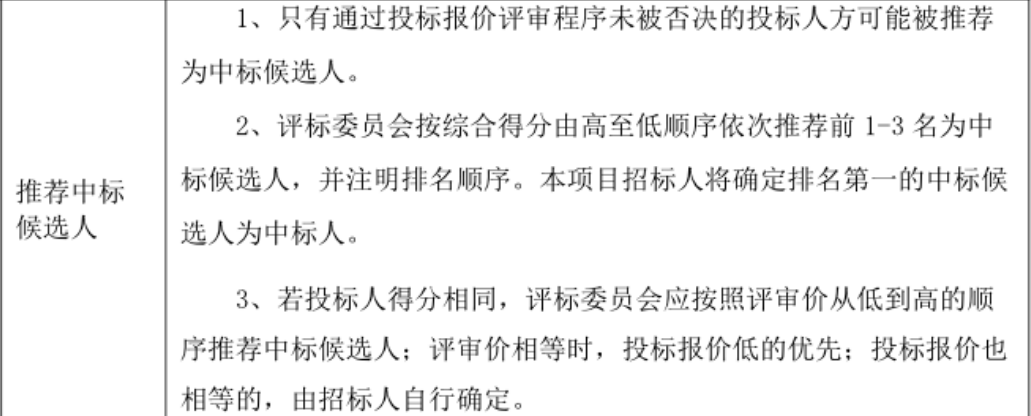 推荐中标
候选人
1、只有通过投标报价评审程序未被否决的投标人方可能被推荐
为中标候选人。
2、评标委员会按综合得分由高至低顺序依次推荐前 1-3 名为中
标候选人，并注明排名顺序。本项目招标人将确定排名第一的中标候
选人为中标人。
3、若投标人得分相同，评标委员会应按照评审价从低到高的顺
序推荐中标候选人；评审价相等时，投标报价低的优先；投标报价也
相等的，由招标人自行确定。